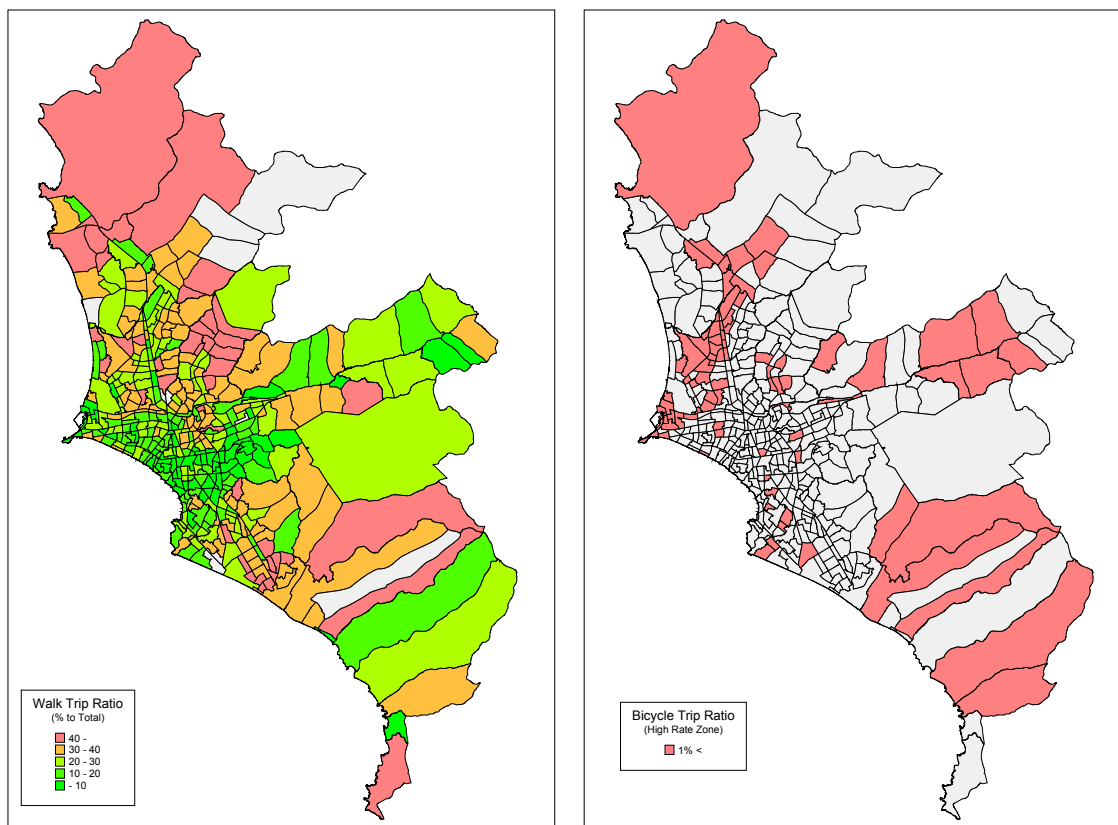 Walk Trip Ratio
(% to Total)
40 -
30 - 40
20 - 30
10 - 20
- 10
Bicycle Trip Ratio
(High Rate Zone)
1% <